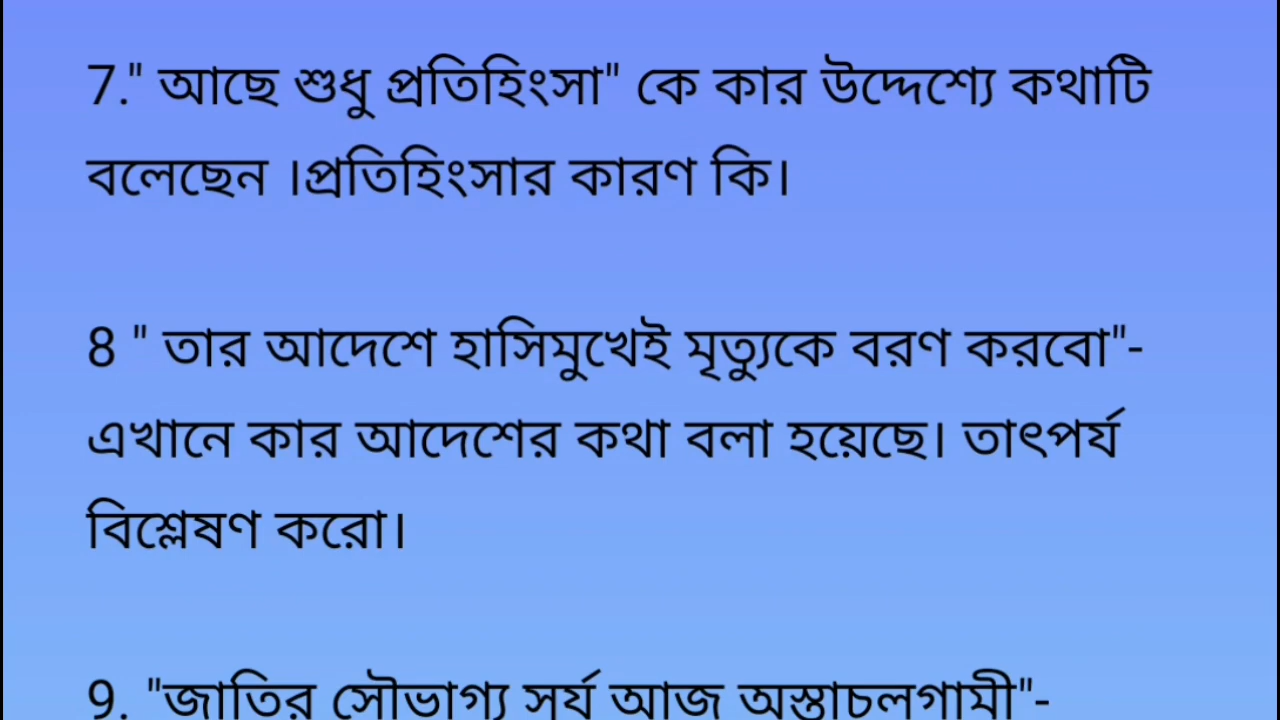 7." আছে শুধু প্রতিহিংসা" কে কার উদ্দেশ্যে কথাটি
বলেছেন ।প্রতিহিংসার কারণ কি।
8 " তার আদেশে হাসিমুখেই মৃত্যুকে বরণ করবো"-
এখানে কার আদেশের কথা বলা হয়েছে। তাৎপর্য
বিশ্লেষণ করো।
9. "জাতির সৌভাগ্য সূর্য আজ অস্তাচলগামী"-